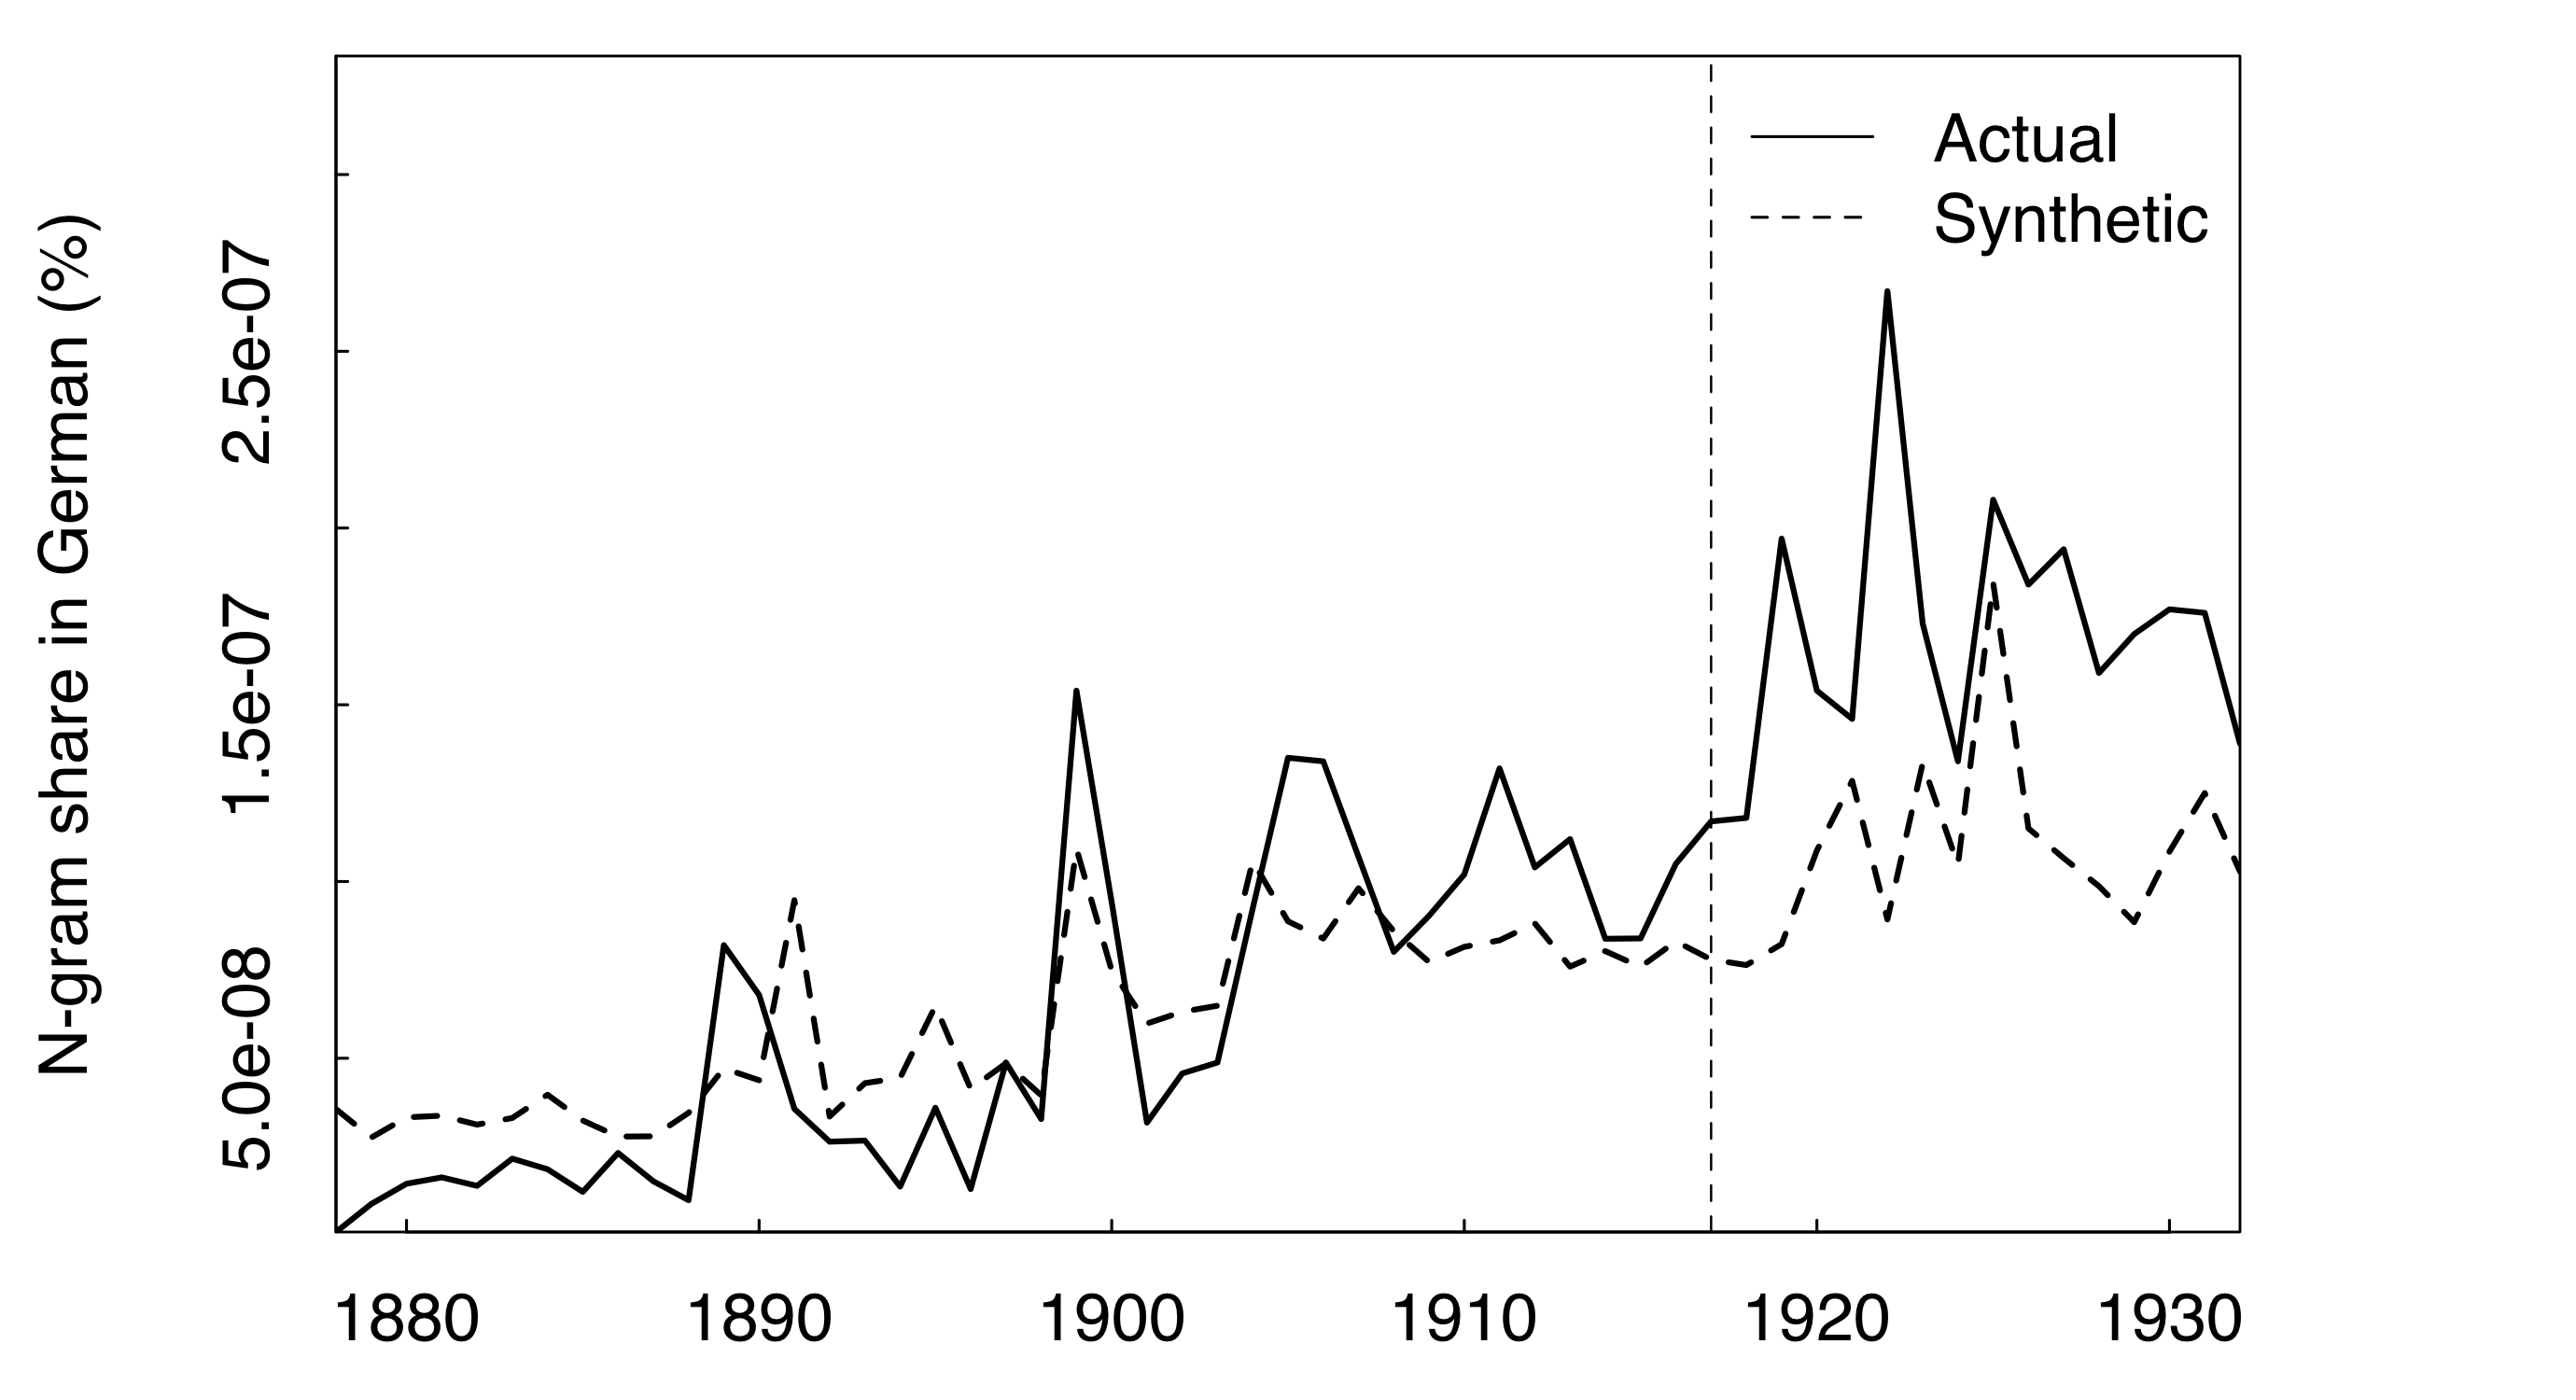 N-gram share in German (%)
2.5e-07
1.5e-07
5.0e-08
Actual
Synthetic
1880 1890 1900 1910 1920 1930